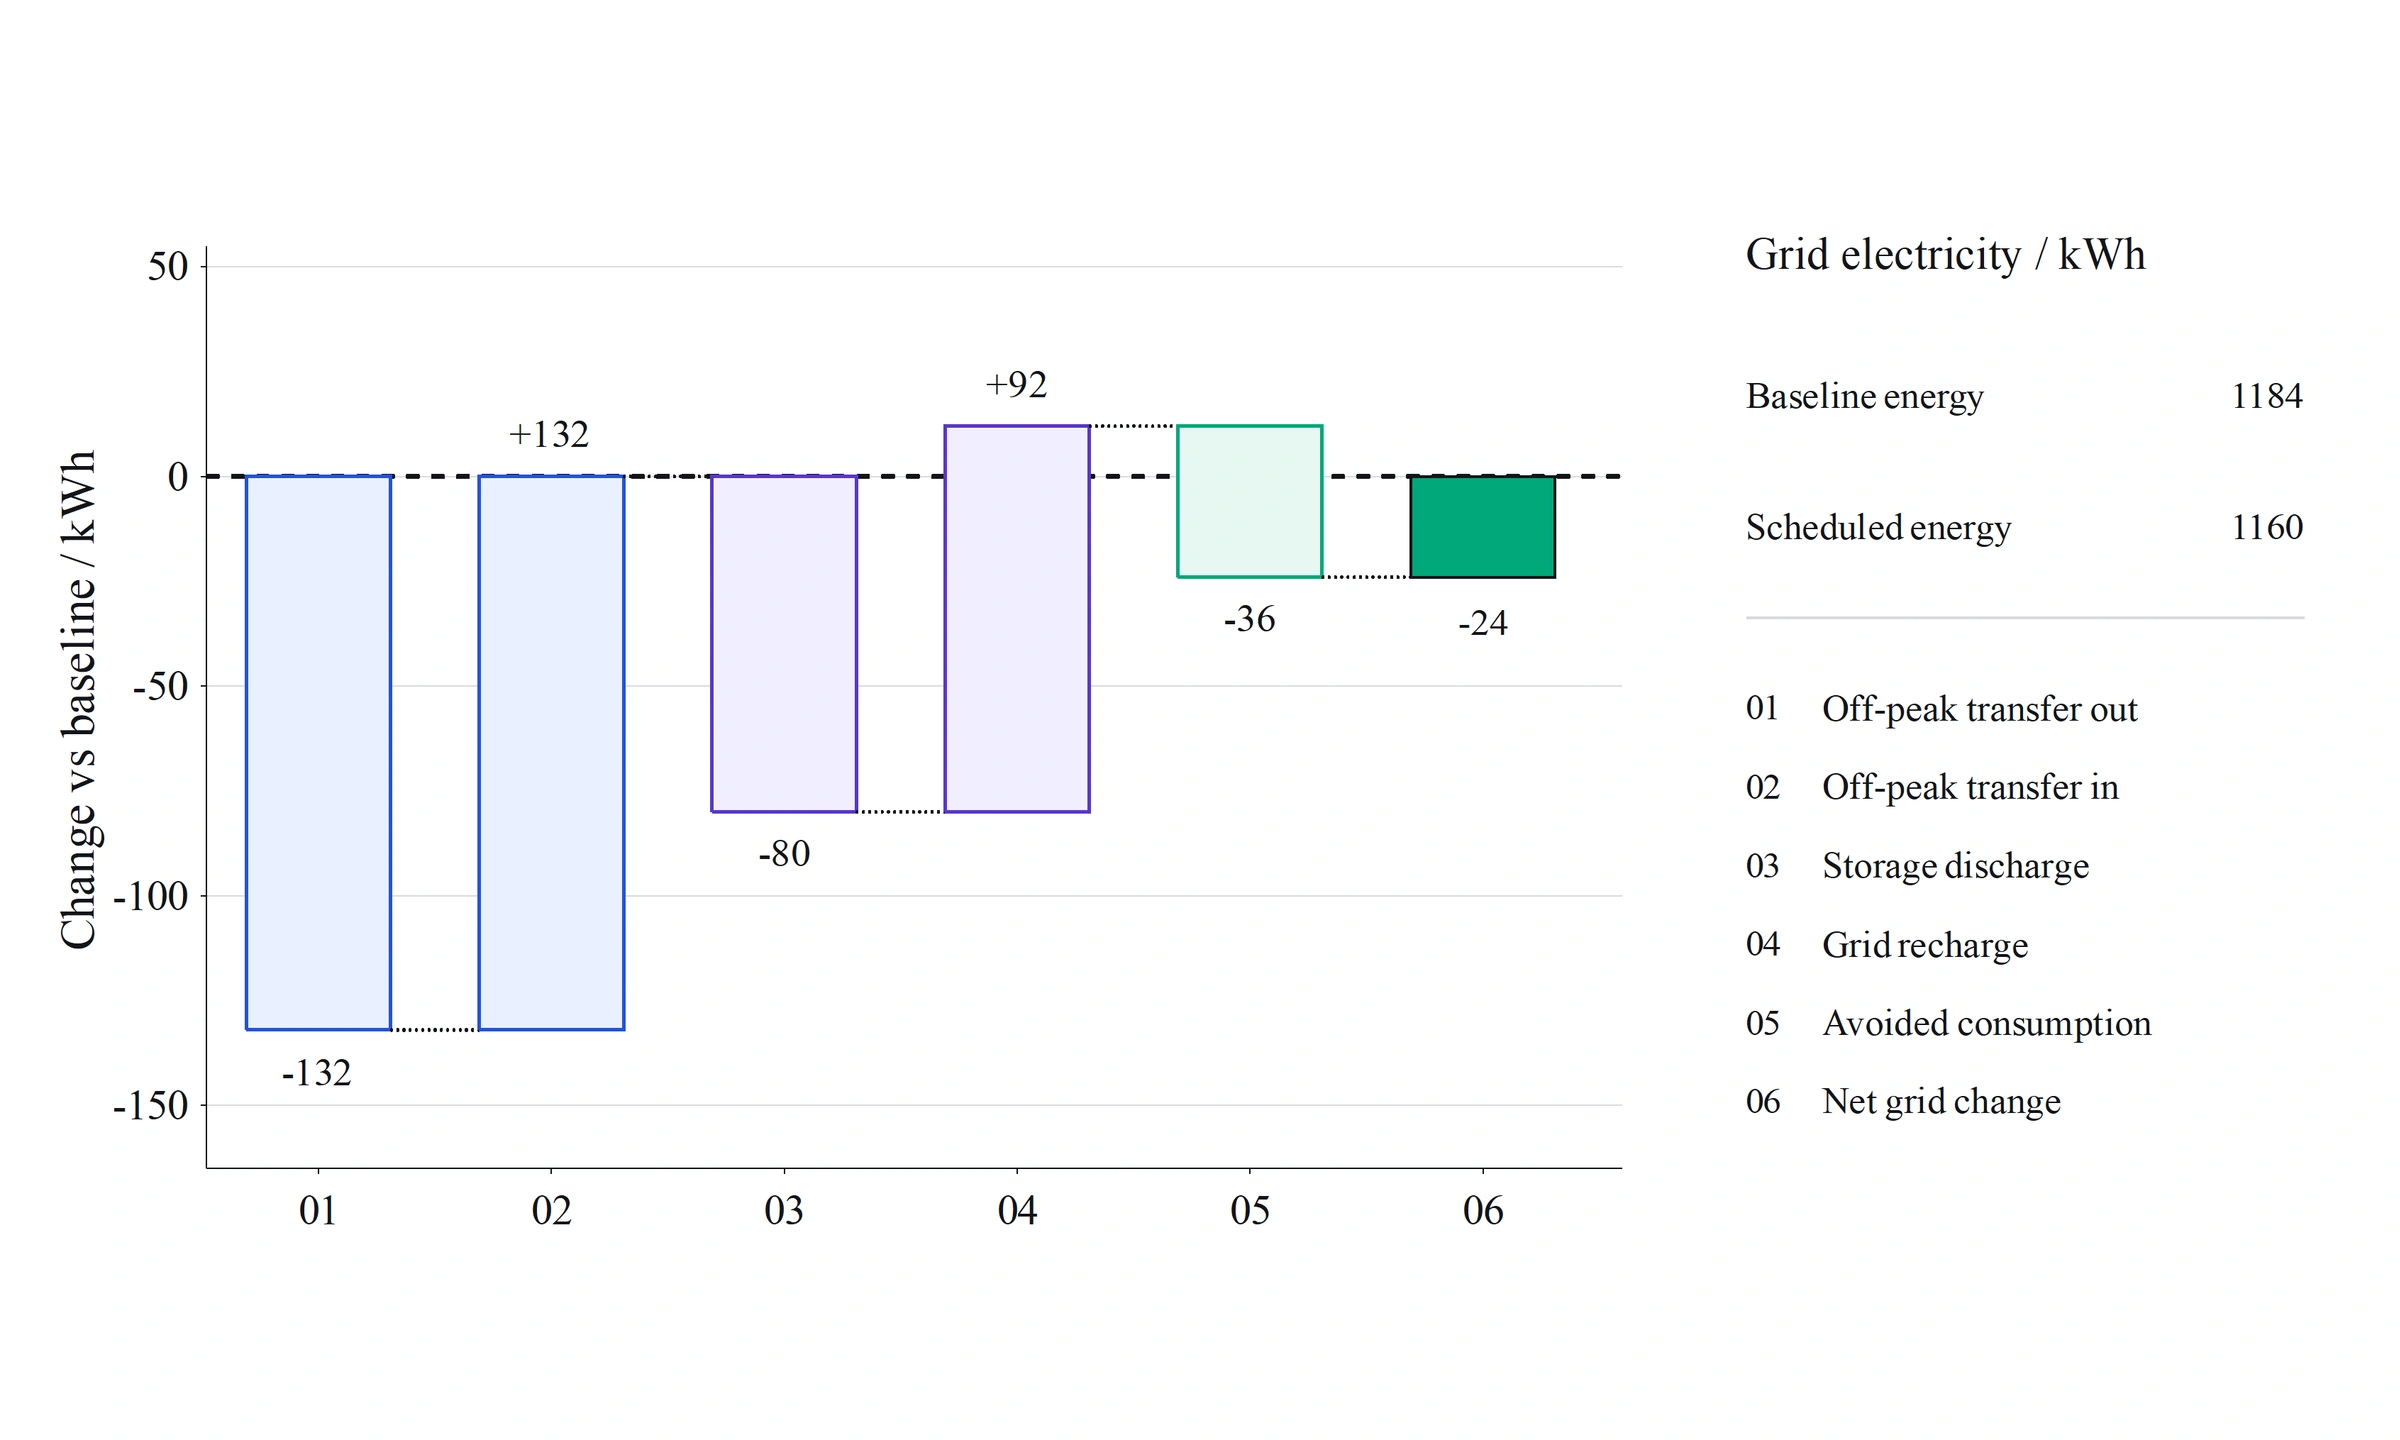 Change vs baseline / kWh
50
0
-50
-100
-150
-132
+132
-80
+92
-36
-24
01 02 03 04 05 06
Grid electricity / kWh
Baseline energy 1184
Scheduled energy 1160
01 Off-peak transfer out
02 Off-peak transfer in
03 Storage discharge
04 Grid recharge
05 Avoided consumption
06 Net grid change